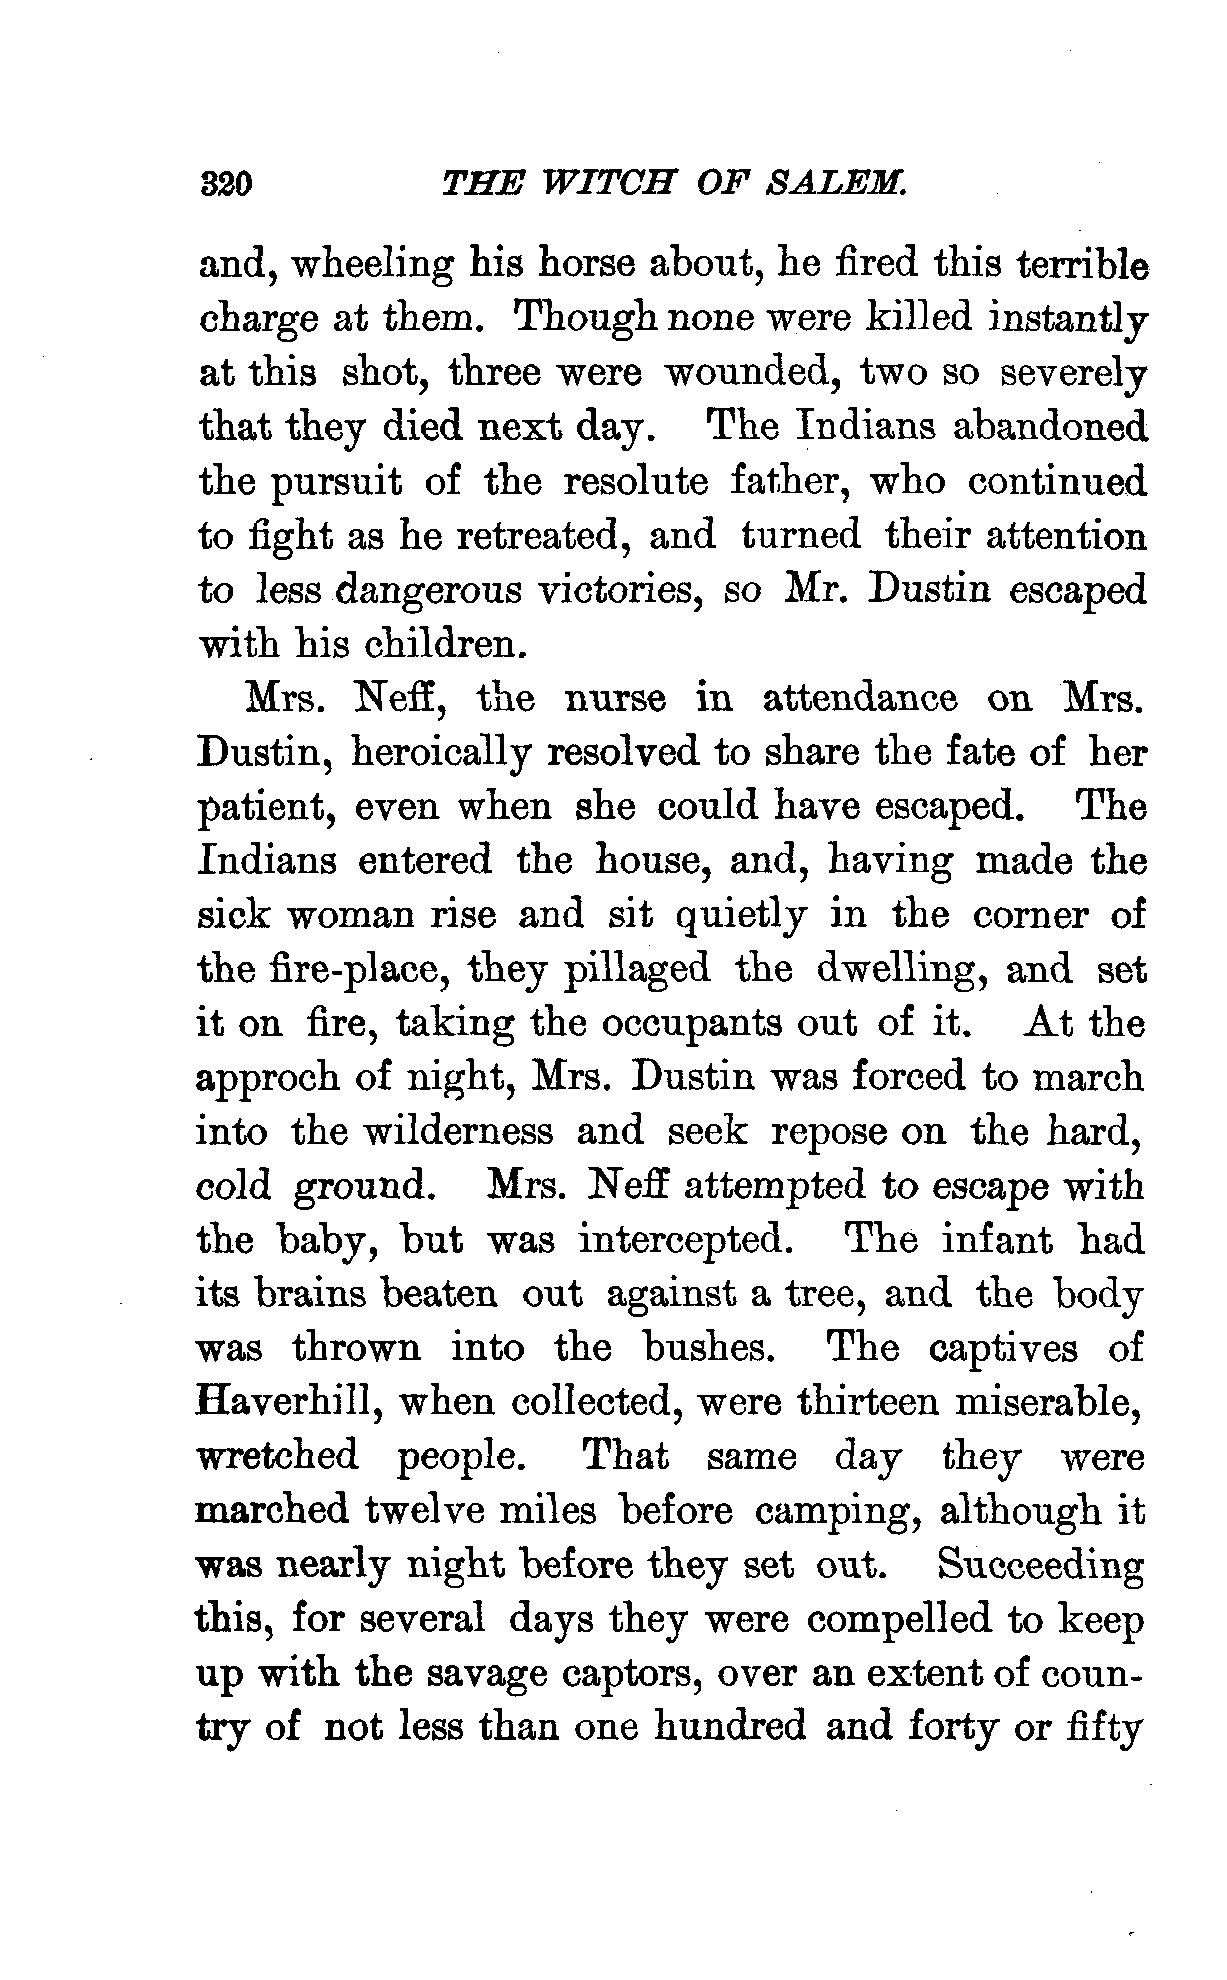 320 THE WITCH OF SALEM.
and, wheeling his horse about, he fired this terrible
charge at them. Though none were killed instantly
at this shot, three were wounded, two so severely
that they died next day. The Indians abandoned
the pursuit of the resolute father, who continued
to fight as he retreated, and turned their attention
to less dangerous victories, so Mr. Dustin escaped
with his children.
Mrs. Neff, the nurse in attendance on Mrs.
Dustin, heroically resolved to share the fate of her
patient, even when she could have escaped. The
Indians entered the house, and, having made the
sick woman rise and sit quietly in the corner of
the fire-place, they pillaged the dwelling, and set
it on fire, taking the occupants out of it. At the
approch of night, Mrs. Dustin was forced to march
into the wilderness and seek repose on the hard,
cold ground. Mrs. Neff attempted to escape with
the baby, but was intercepted. The infant had
its brains beaten out against a tree, and the body
was thrown into the bushes. The captives of
Haverhill, when collected, were thirteen miserable,
wretched people. That same day they were
marched twelve miles before camping, although it
was nearly night before they set out. Succeeding
this, for several days they were compelled to keep
up with the savage captors, over an extent of coun-
try of not less than one hundred and forty or fifty